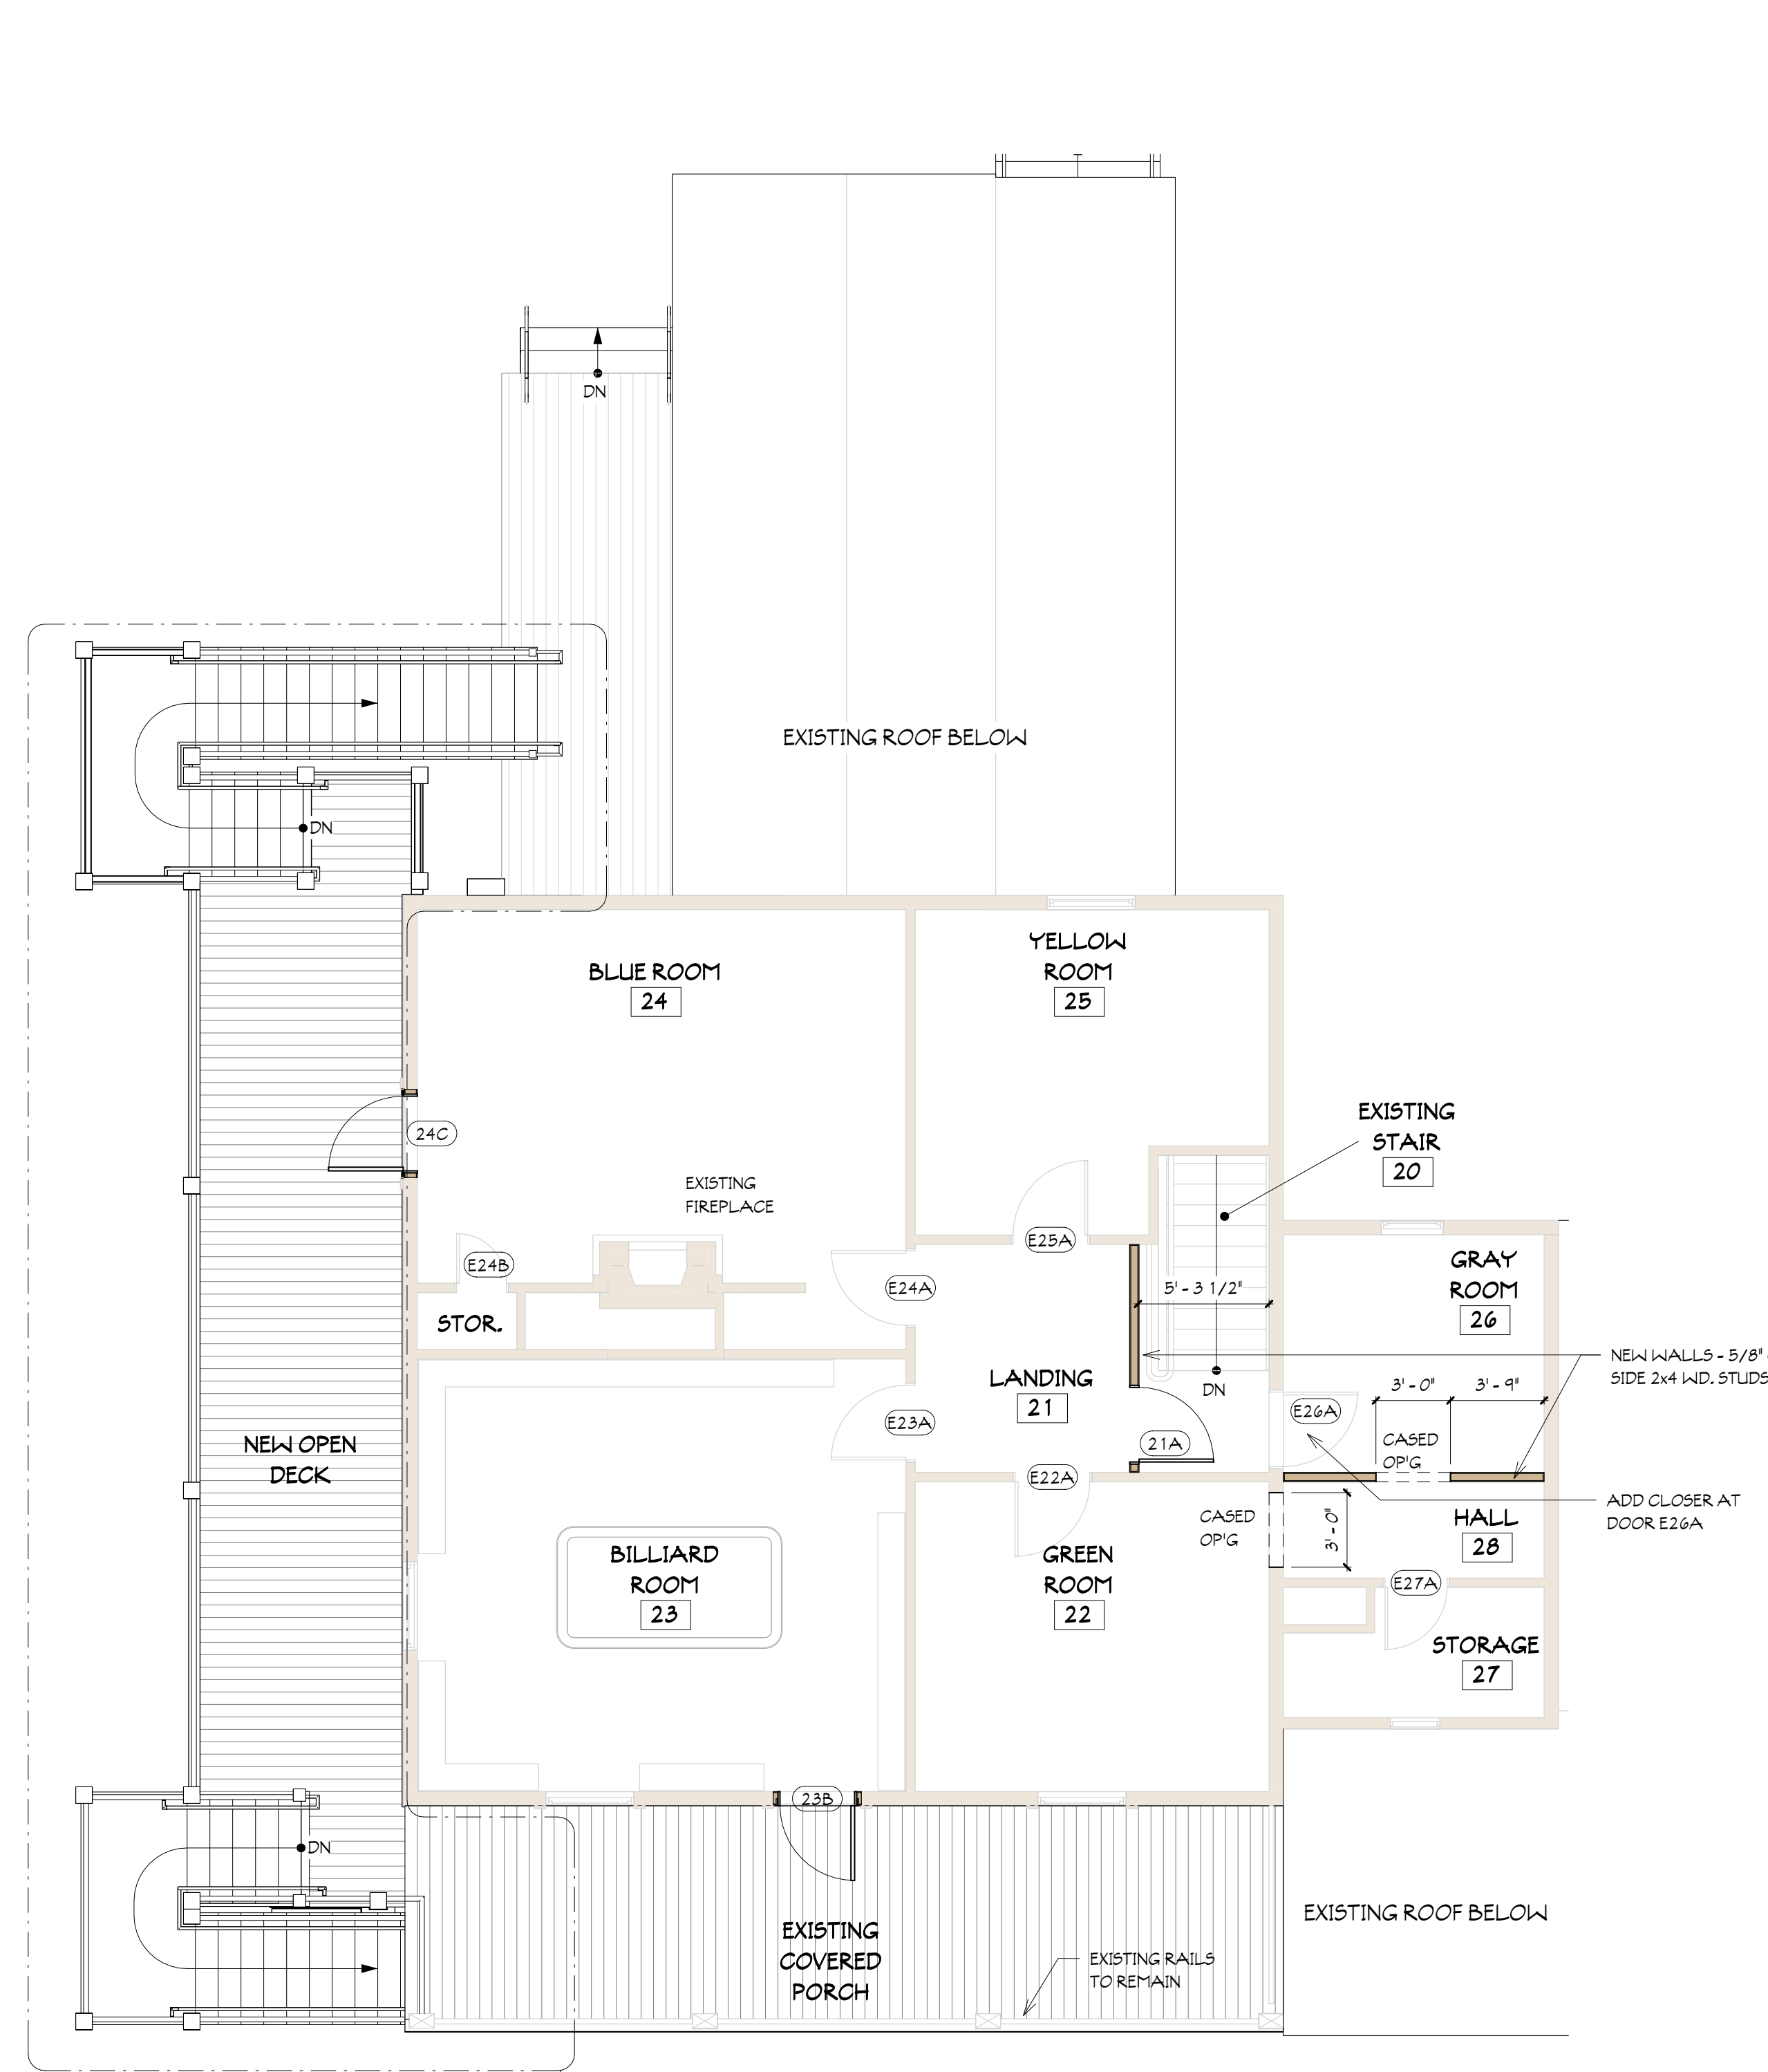 DN
EXISTING ROOF BELOW
DN
BLUE ROOM
24
YELLOW
ROOM
25
24C
EXISTING
FIREPLACE
EXISTING
STAIR
20
E24B
E25A
E24A
STOR.
5' - 3 1/2"
GRAY
ROOM
26
NEW WALLS - 5/8"
SIDE 2x4 WD. STUDS
LANDING
21
DN
3' - 0"
3' - 9"
E26A
E23A
21A
CASED
OP'G
NEW OPEN
DECK
E22A
CASED
OP'G
3' - 0"
HALL
28
ADD CLOSER AT
DOOR E26A
BILLIARD
ROOM
23
GREEN
ROOM
22
E27A
STORAGE
27
23B
DN
EXISTING
COVERED
PORCH
EXISTING RAILS
TO REMAIN
EXISTING ROOF BELOW